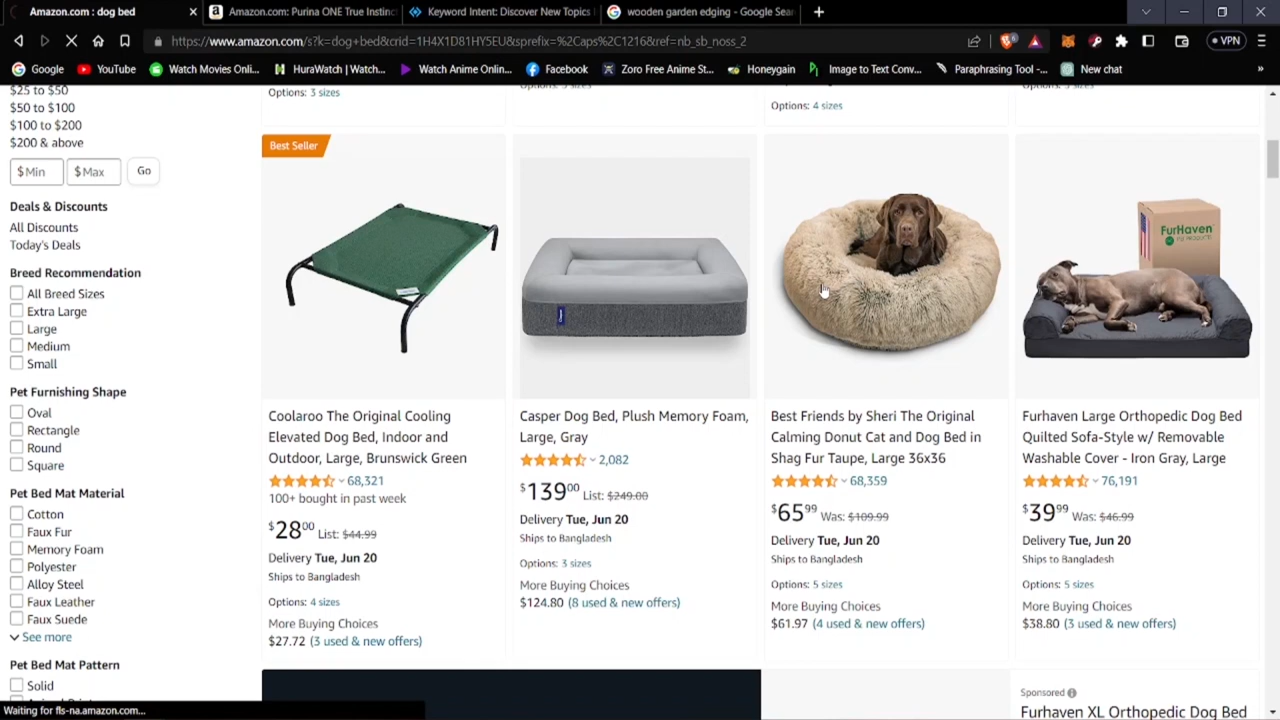 Amazon.com : dog bed
Amazon.com: Purina ONE True Instinct
Keyword Intent: Discover New Topics
wooden garden edging - Google Sear
https://www.amazon.com/s?k=dog+bed&crid=1H4X1D81HY5EU&sprefix=%2Caps%2C1216&ref=nb_sb_noss_2
VPN
Google
YouTube
Watch Movies Onli...
HuraWatch | Watch...
Watch Anime Onlin...
Facebook
Zoro Free Anime St...
Honeygain
Image to Text Conv...
Paraphrasing Tool -...
New chat
»
$25 to $50
$50 to $100
$100 to $200
$200 & above
$ Min
$ Max
Go
Deals & Discounts
All Discounts
Today's Deals
Breed Recommendation
All Breed Sizes
Extra Large
Large
Medium
Small
Pet Furnishing Shape
Oval
Rectangle
Round
Square
Pet Bed Mat Material
Cotton
Faux Fur
Memory Foam
Polyester
Alloy Steel
Faux Leather
Faux Suede
See more
Pet Bed Mat Pattern
Solid
Options: 3 sizes
Options: 4 sizes
Best Seller
Coolaroo The Original Cooling
Elevated Dog Bed, Indoor and
Outdoor, Large, Brunswick Green
68,321
100+ bought in past week
$28.00 List: $44.99
Delivery Tue, Jun 20
Ships to Bangladesh
Options: 4 sizes
More Buying Choices
$27.72 (3 used & new offers)
Casper Dog Bed, Plush Memory Foam,
Large, Gray
2,082
$139.00 List: $249.00
Delivery Tue, Jun 20
Ships to Bangladesh
Options: 3 sizes
More Buying Choices
$124.80 (8 used & new offers)
Best Friends by Sheri The Original
Calming Donut Cat and Dog Bed in
Shag Fur Taupe, Large 36x36
68,359
$65.99 Was: $109.99
Delivery Tue, Jun 20
Ships to Bangladesh
Options: 5 sizes
More Buying Choices
$61.97 (4 used & new offers)
FurHaven
Furhaven Large Orthopedic Dog Bed
Quilted Sofa-Style w/ Removable
Washable Cover - Iron Gray, Large
76,191
$39.99 Was: $46.99
Delivery Tue, Jun 20
Ships to Bangladesh
Options: 5 sizes
More Buying Choices
$38.80 (3 used & new offers)
Sponsored
Furhaven XL Orthopedic Dog Bed
Waiting for fls-na.amazon.com...